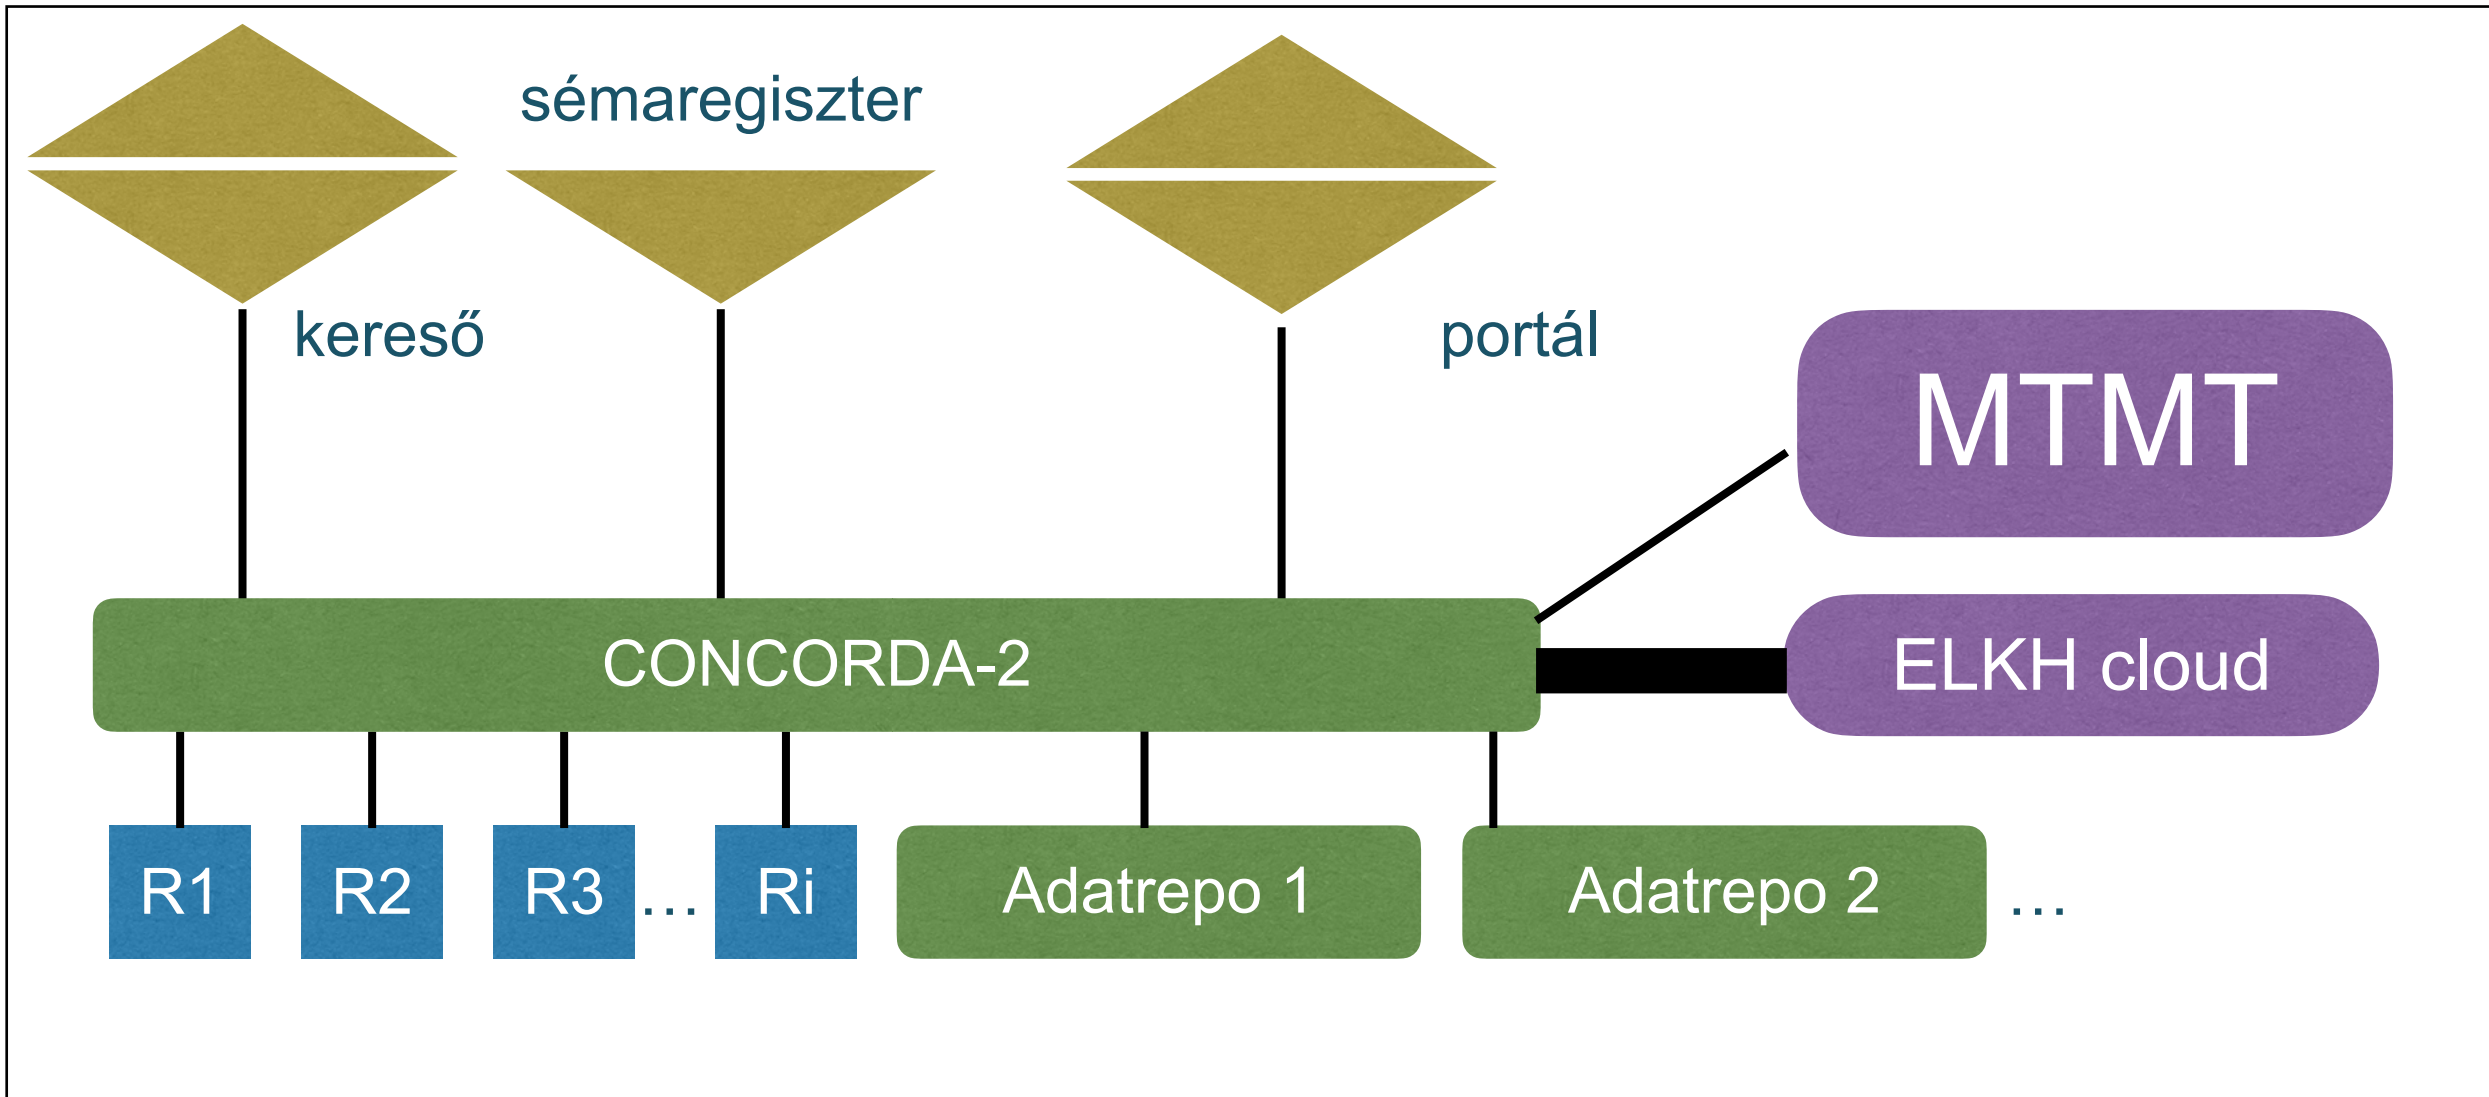 sémaregiszter
kereső
portál
MTMT
CONCORDA-2
ELKH cloud
R1
R2
R3
…
Ri
Adatrepo 1
Adatrepo 2
…